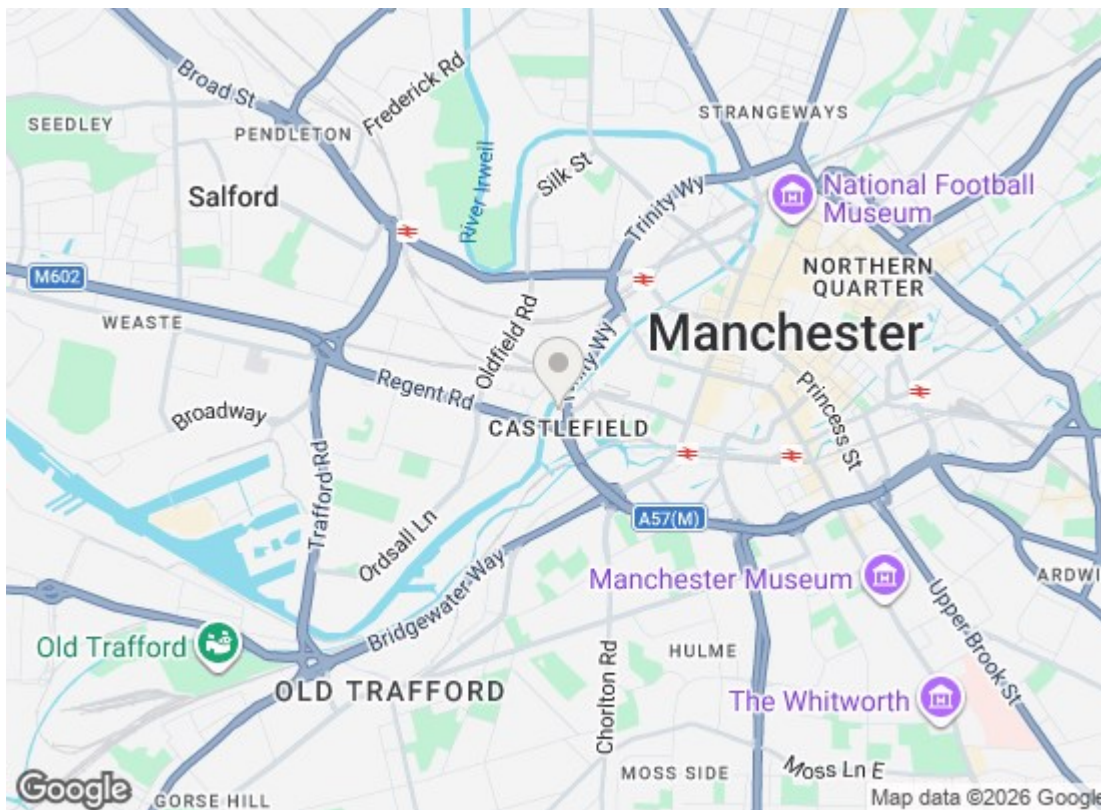 Broad St
Frederick Rd
SEEDLEY
PENDLETON
STRANGEWAYS
Silk St
River Irwell
Salford
Trinity Wy
National Football
Museum
M602
NORTHERN
QUARTER
WEASTE
Oldfield Rd
Trinity Wy
Manchester
Regent Rd
Princess St
Broadway
CASTLEFIELD
Trafford Rd
A57(M)
Ordsall Ln
Manchester Museum
ARDWI
Bridgewater Way
Upper Brook St
Old Trafford
HULME
OLD TRAFFORD
Chorlton Rd
The Whitworth
MOSS SIDE
Moss Ln E
Google
GORSE HILL
Map data ©2026 Google